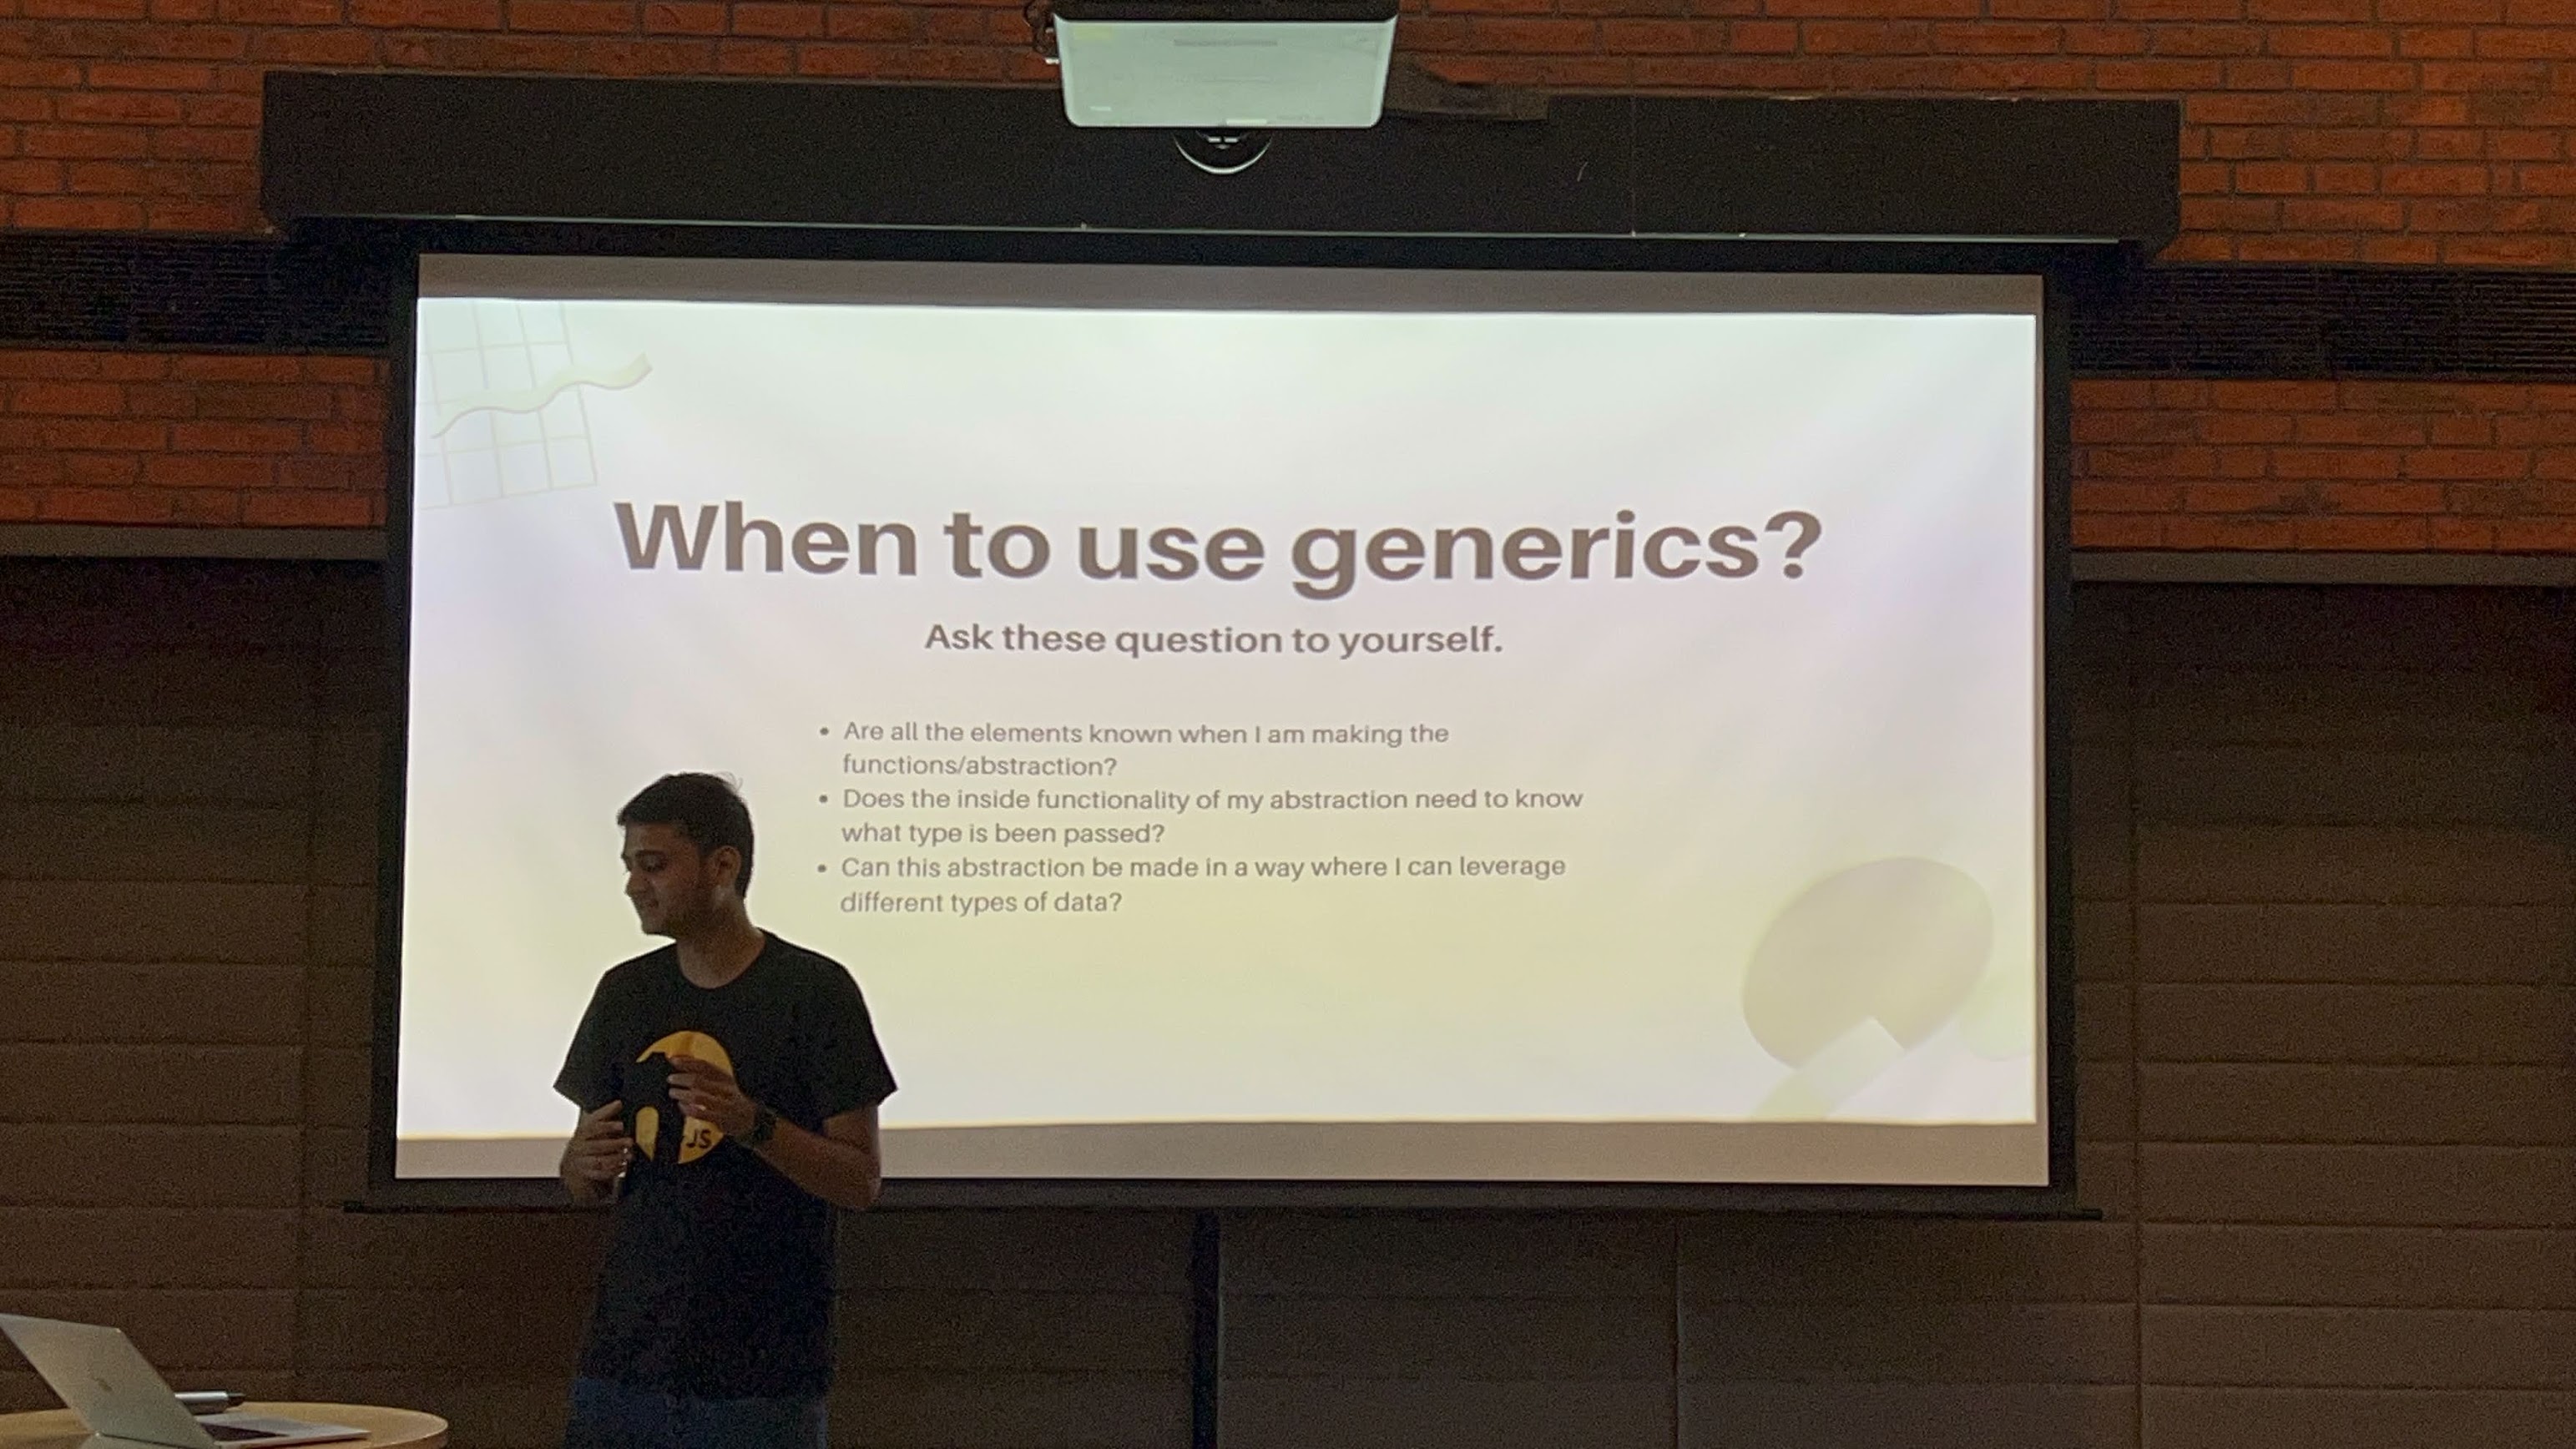 When to use generics?
Ask these question to yourself.
• Are all the elements known when I am making the
functions/abstraction?
• Does the inside functionality of my abstraction need to know
what type is been passed?
• Can this abstraction be made in a way where I can leverage
different types of data?
JS